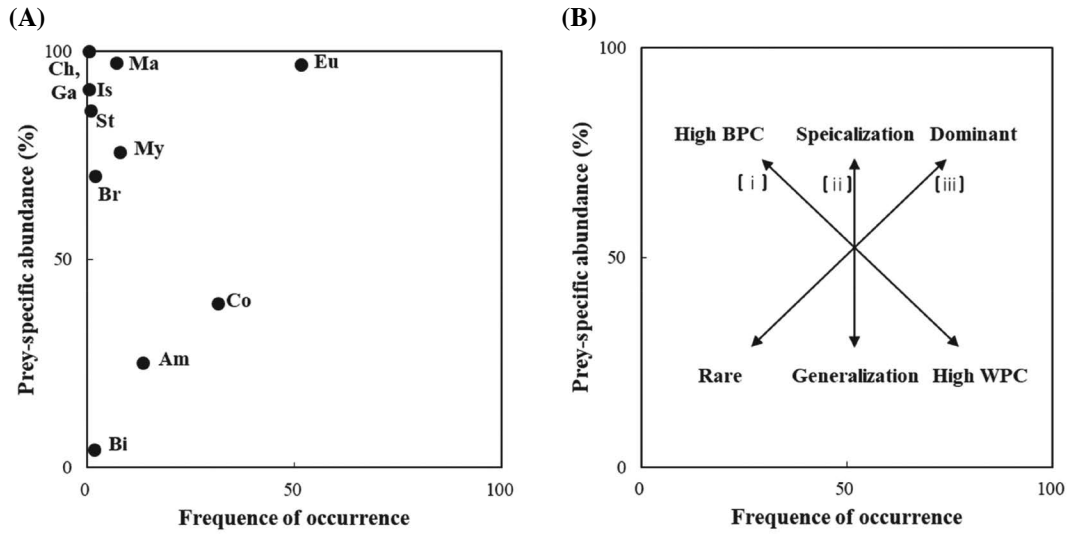 (A)
100
Ch,
Ga
Is
Ma
Eu
St
My
Br
50
Co
Am
Bi
0
0
50
100
Prey-specific abundance (%)
Frequence of occurrence
(B)
100
High BPC
Speicalization
Dominant
[ i ]
[ ii ]
[ iii ]
50
Rare
Generalization
High WPC
0
0
50
100
Prey-specific abundance (%)
Frequence of occurrence